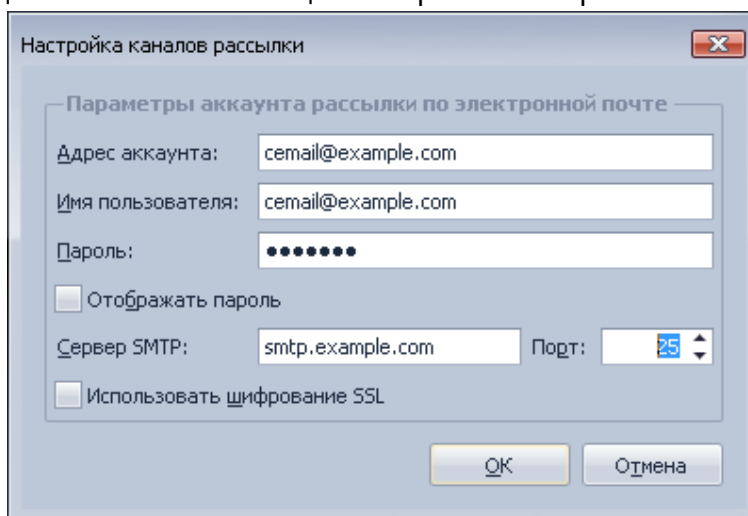 Настройка каналов рассылки
Параметры аккаунта рассылки по электронной почте
Адрес аккаунта: cemail@example.com
Имя пользователя: cemail@example.com
Пароль: •••••••
Отображать пароль
Сервер SMTP: smtp.example.com Порт: 25
Использовать шифрование SSL
OK Отмена